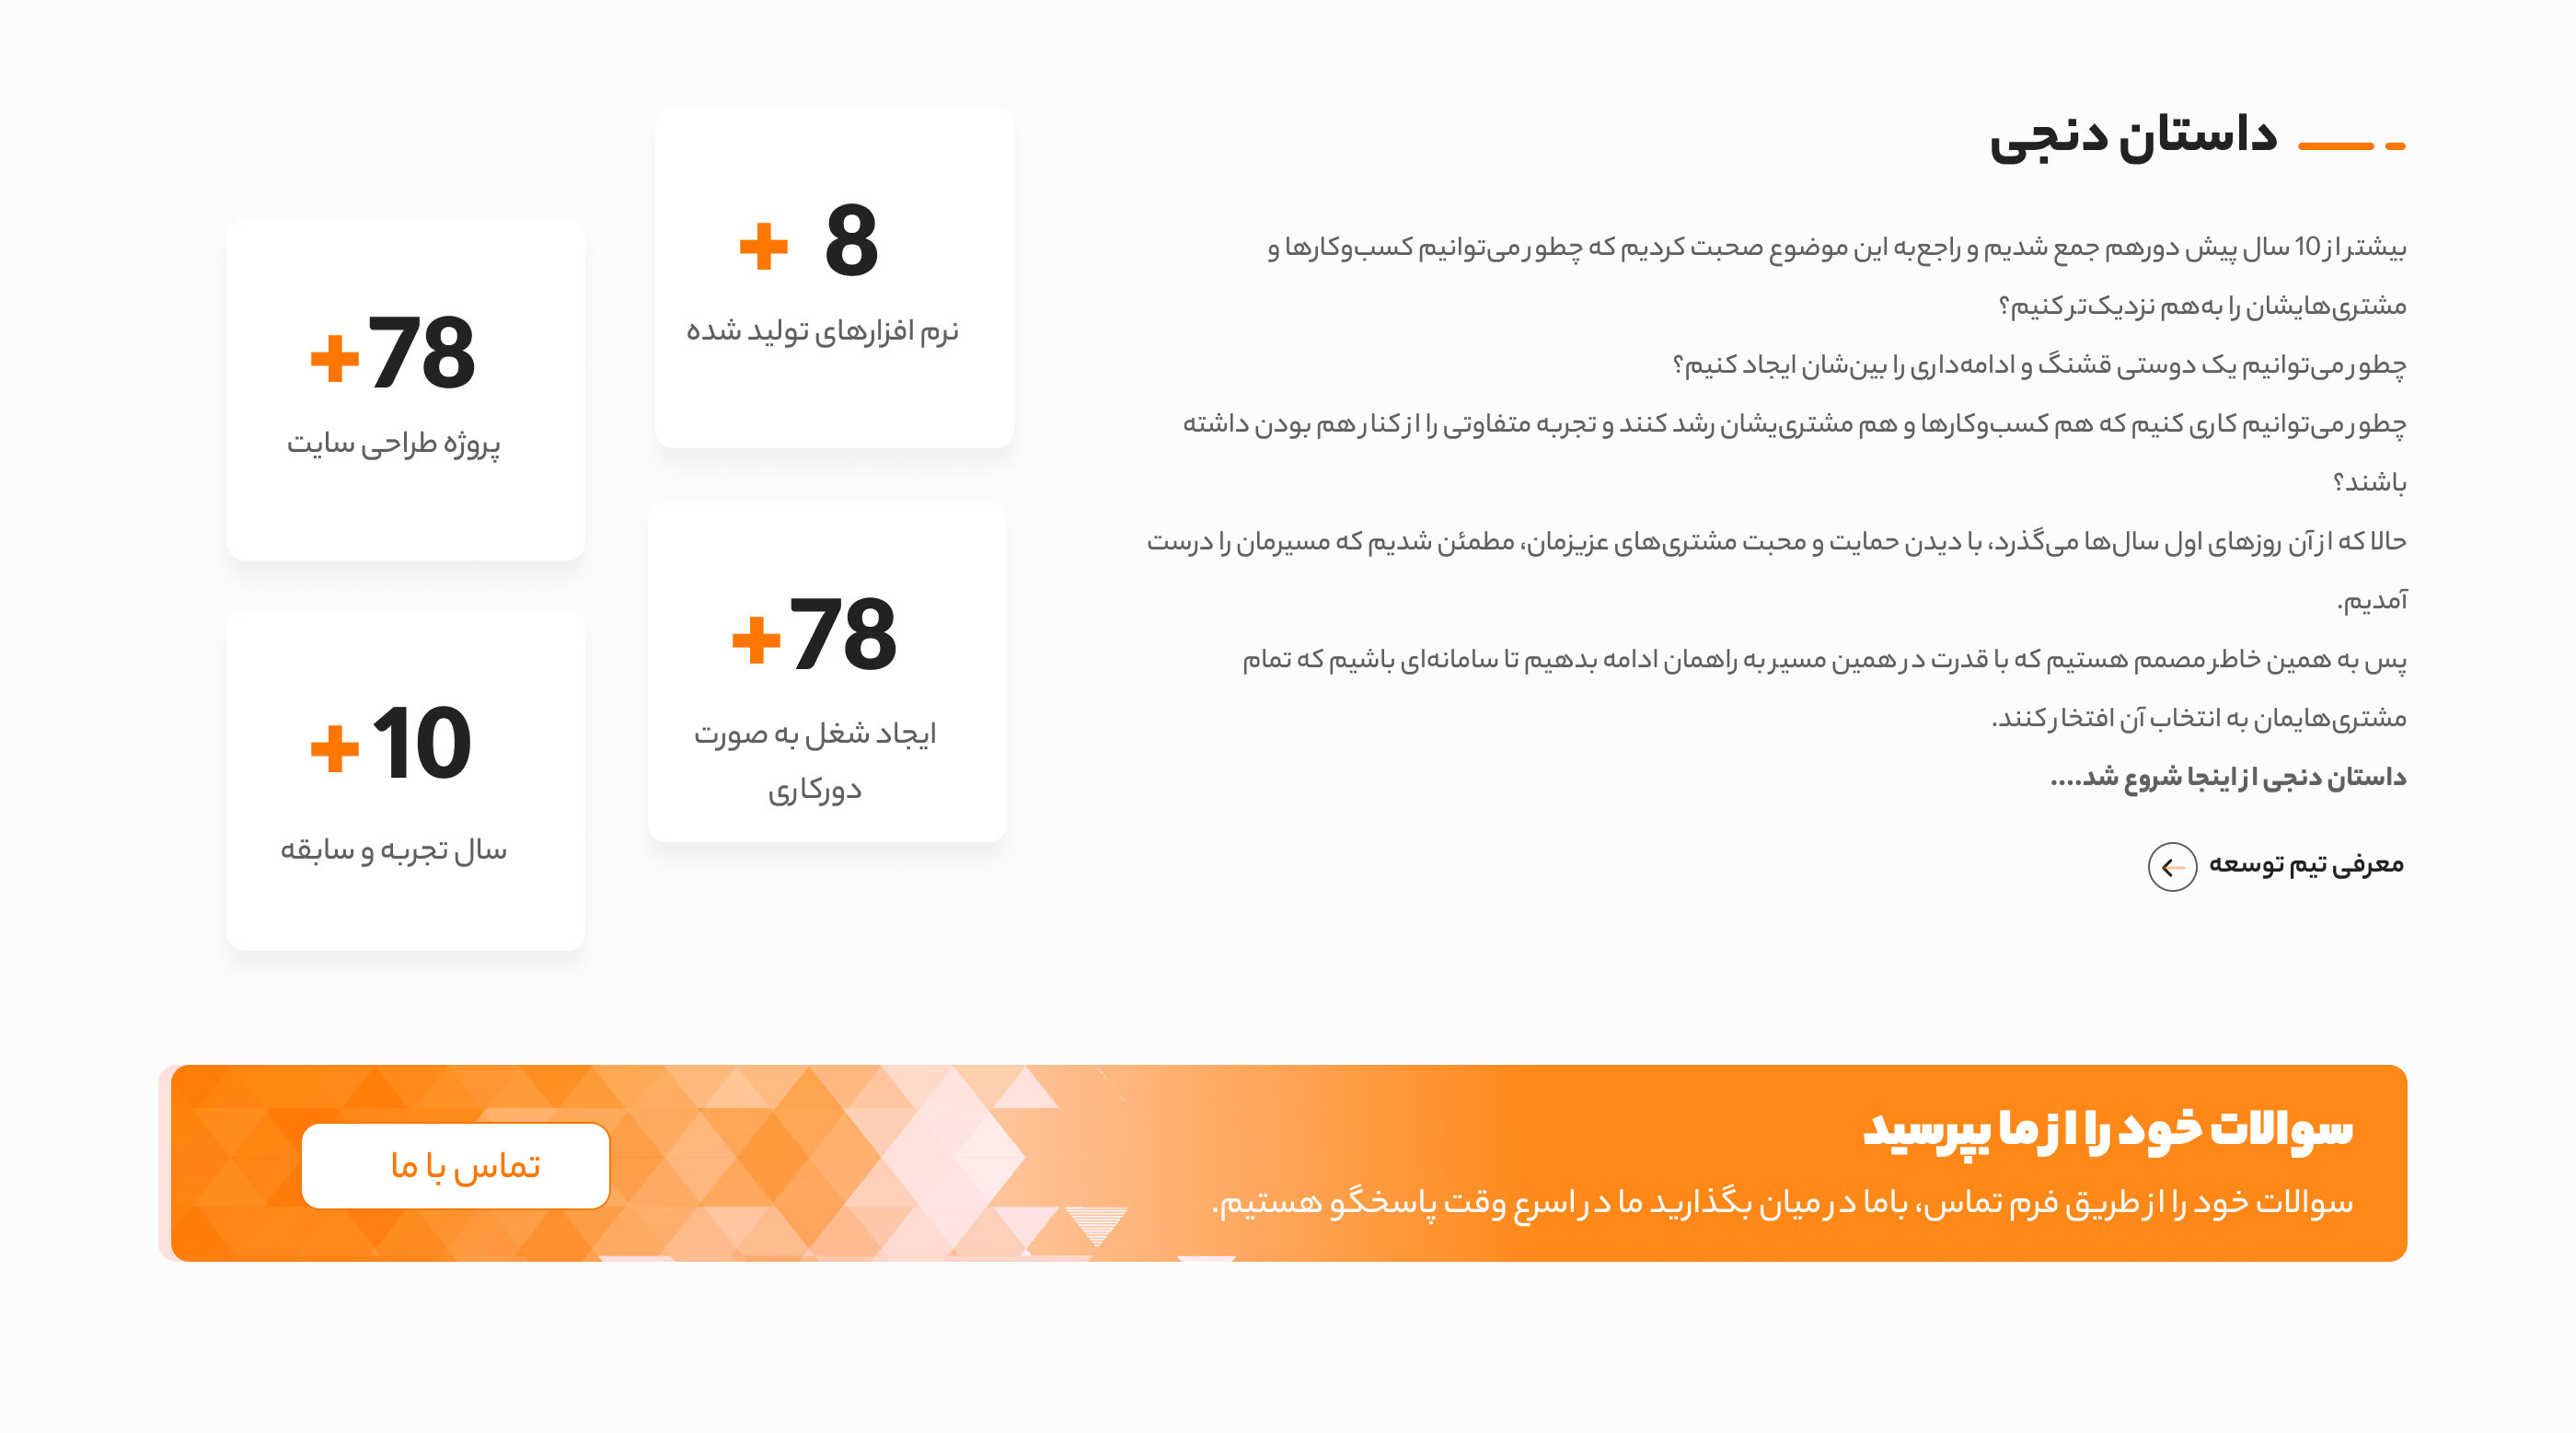 داستان دنجی
بیشتر از 10 سال پیش دورهم جمع شدیم و راجع‌به این موضوع صحبت کردیم که چطور می‌توانیم کسب‌وکارها و
مشتری‌هایشان را به‌هم نزدیک‌تر کنیم؟
چطور می‌توانیم یک دوستی قشنگ و ادامه‌داری را بین‌شان ایجاد کنیم؟
چطور می‌توانیم کاری کنیم که هم کسب‌وکارها و هم مشتری‌یشان رشد کنند و تجربه متفاوتی را از کنار هم بودن داشته
باشند؟
حالا که از آن روزهای اول سال‌ها می‌گذرد، با دیدن حمایت و محبت مشتری‌های عزیزمان، مطمئن شدیم که مسیرمان را درست
آمدیم.
پس به همین خاطر مصمم هستیم که با قدرت در همین مسیر به راهمان ادامه بدهیم تا سامانه‌ای باشیم که تمام
مشتری‌هایمان به انتخاب آن افتخار کنند.
داستان دنجی از اینجا شروع شد....
معرفی تیم توسعه
8 +
نرم افزارهای تولید شده
78+
ایجاد شغل به صورت
دورکاری
78+
پروژه طراحی سایت
10+
سال تجربه و سابقه
سوالات خود را از ما بپرسید
سوالات خود را از طریق فرم تماس، باما در میان بگذارید ما در اسرع وقت پاسخگو هستیم.
تماس با ما